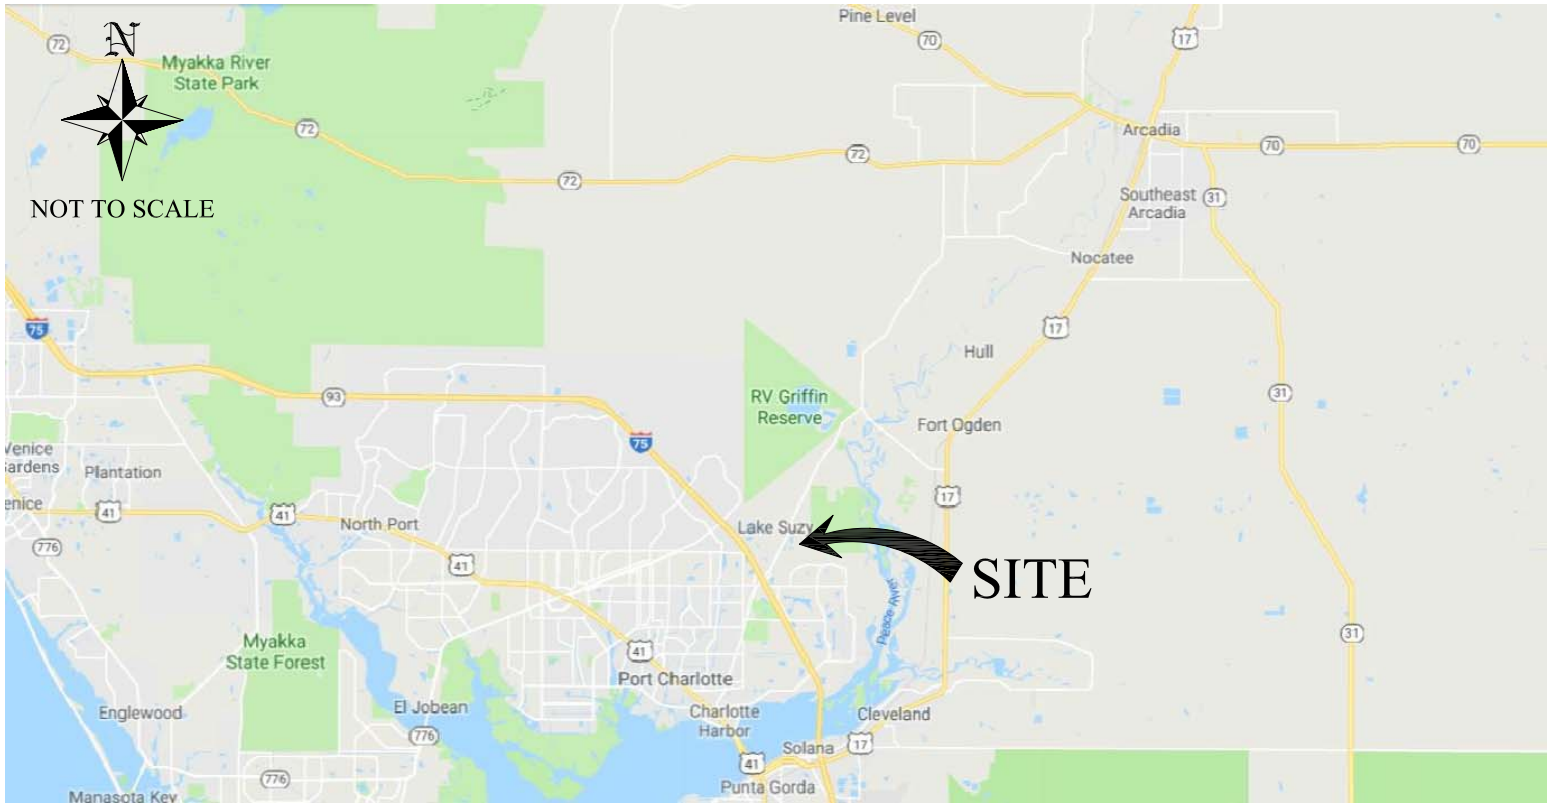 Pine Level
72
N
70
17
Myakka River
State Park
72
Arcadia
70
70
72
72
NOT TO SCALE
Southeast
Arcadia
31
Nocatee
75
17
Hull
93
RV Griffin
Reserve
31
Fort Ogden
75
Venice
Gardens
Plantation
17
enice
41
41
North Port
Lake Suzy
776
41
SITE
Peace River
31
Myakka
State Forest
41
Port Charlotte
Englewood
El Jobean
Charlotte
Harbor
Cleveland
776
Solana
17
776
41
Punta Gorda
Manasota Key